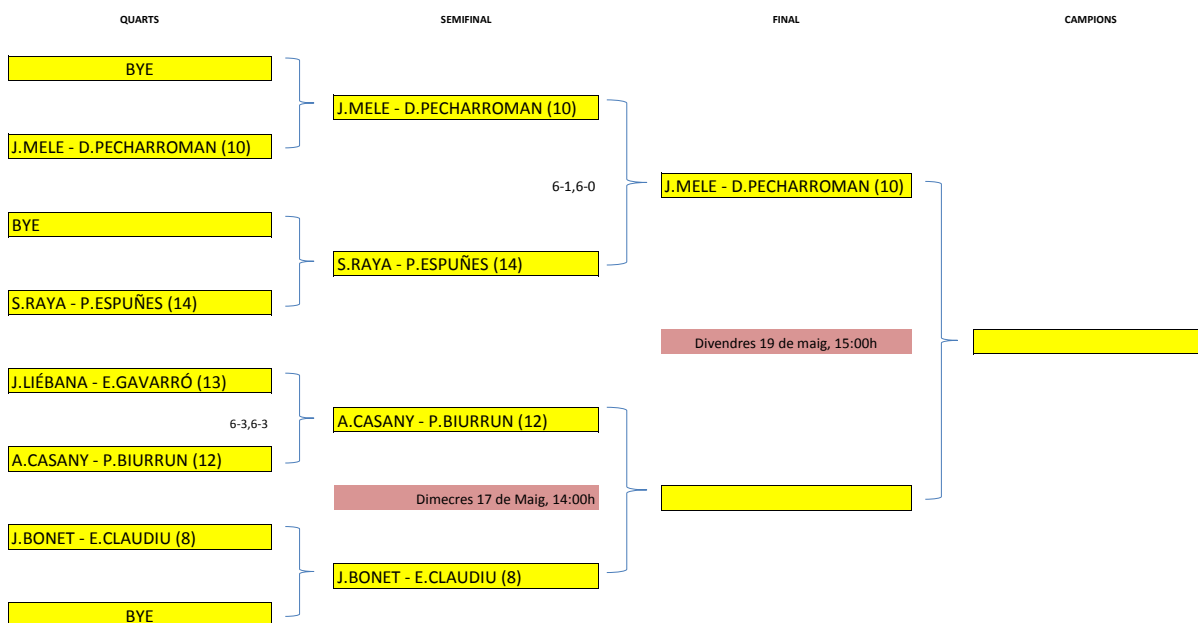 QUARTS SEMIFINAL FINAL CAMPIONS
BYE
J.MELE - D.PECHARROMAN (10)
J.MELE - D.PECHARROMAN (10)
6-1,6-0 J.MELE - D.PECHARROMAN (10)
BYE
S.RAYA - P.ESPUÑES (14)
S.RAYA - P.ESPUÑES (14)
Divendres 19 de maig, 15:00h
J.LIÉBANA - E.GAVARRÓ (13)
6-3,6-3 A.CASANY - P.BIURRUN (12)
A.CASANY - P.BIURRUN (12)
Dimecres 17 de Maig, 14:00h
J.BONET - E.CLAUDIU (8)
J.BONET - E.CLAUDIU (8)
BYE